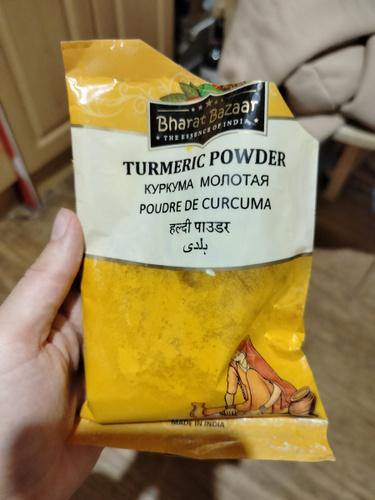 Bharat Bazaar
THE ESSENCE OF INDIA
TURMERIC POWDER
КУРКУМА МОЛОТАЯ
POUDRE DE CURCUMA
हल्दी पाउडर
ہلدی
MADE IN INDIA